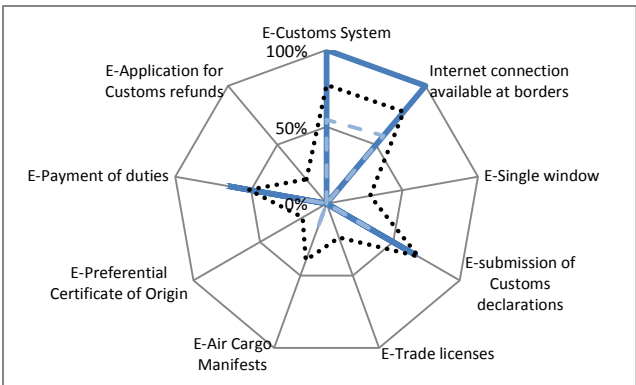 E-Customs System
100%
Internet connection
available at borders
E-Application for
Customs refunds
50%
E-Payment of duties
E-Single window
0%
E-Preferential
Certificate of Origin
E-submission of
Customs
declarations
E-Air Cargo
Manifests
E-Trade licenses